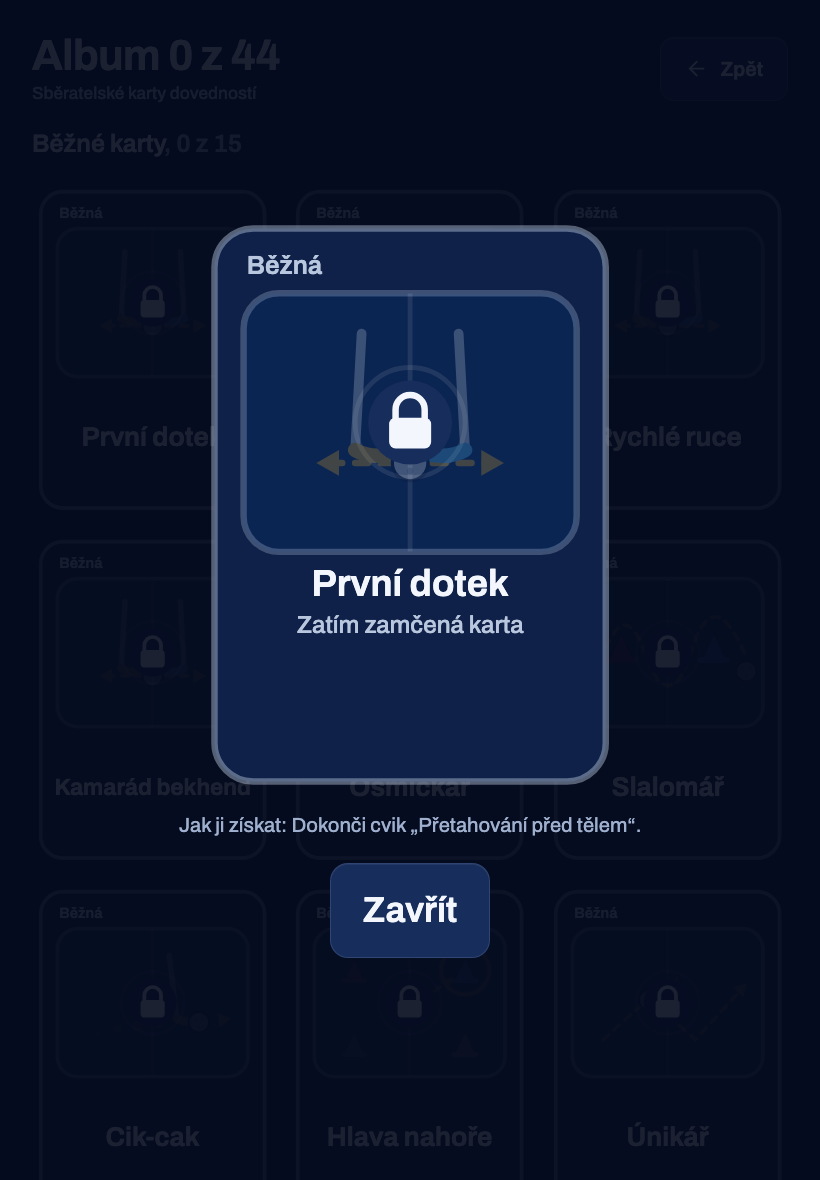 Album 0 z 44
Zpět
Sběratelské karty dovedností
Běžné karty, 0 z 15
Běžná
Běžná
Běžná
Běžná
První dotek
Zatím zamčená karta
První dotek
Rychlé ruce
Běžná
Kamarád bekhend
Osmičkář
Slalomář
Jak ji získat: Dokonči cvik „Přetahování před tělem“.
Zavřít
Běžná
Běžná
Cik-cak
Hlava nahoře
Únikář